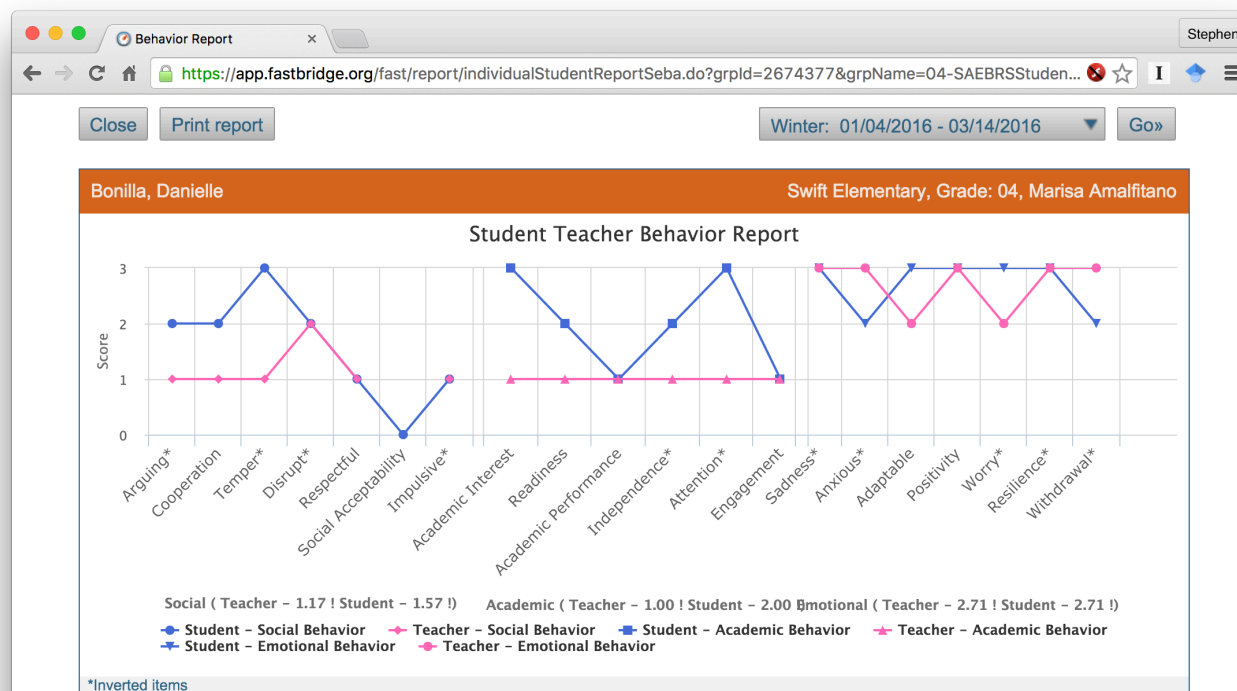 Behavior Report
Stephen
https://app.fastbridge.org/fast/report/individualStudentReportSeba.do?grpId=2674377&grpName=04-SAEBRSStuden...
I
Close Print report Winter: 01/04/2016 - 03/14/2016 Go»
Bonilla, Danielle Swift Elementary, Grade: 04, Marisa Amalfitano
Student Teacher Behavior Report
Score
3
2
1
0
Arguing*
Cooperation
Temper*
Disrupt*
Respectful
Social Acceptability
Impulsive*
Academic Interest
Readiness
Academic Performance
Independence*
Attention*
Engagement
Sadness*
Anxious*
Adaptable
Positivity
Worry*
Resilience*
Withdrawal*
Social ( Teacher - 1.17 ! Student - 1.57 !) Academic ( Teacher - 1.00 ! Student - 2.00 Emotional ( Teacher - 2.71 ! Student - 2.71 !)
Student - Social Behavior Teacher - Social Behavior Student - Academic Behavior Teacher - Academic Behavior
Student - Emotional Behavior Teacher - Emotional Behavior
*Inverted items